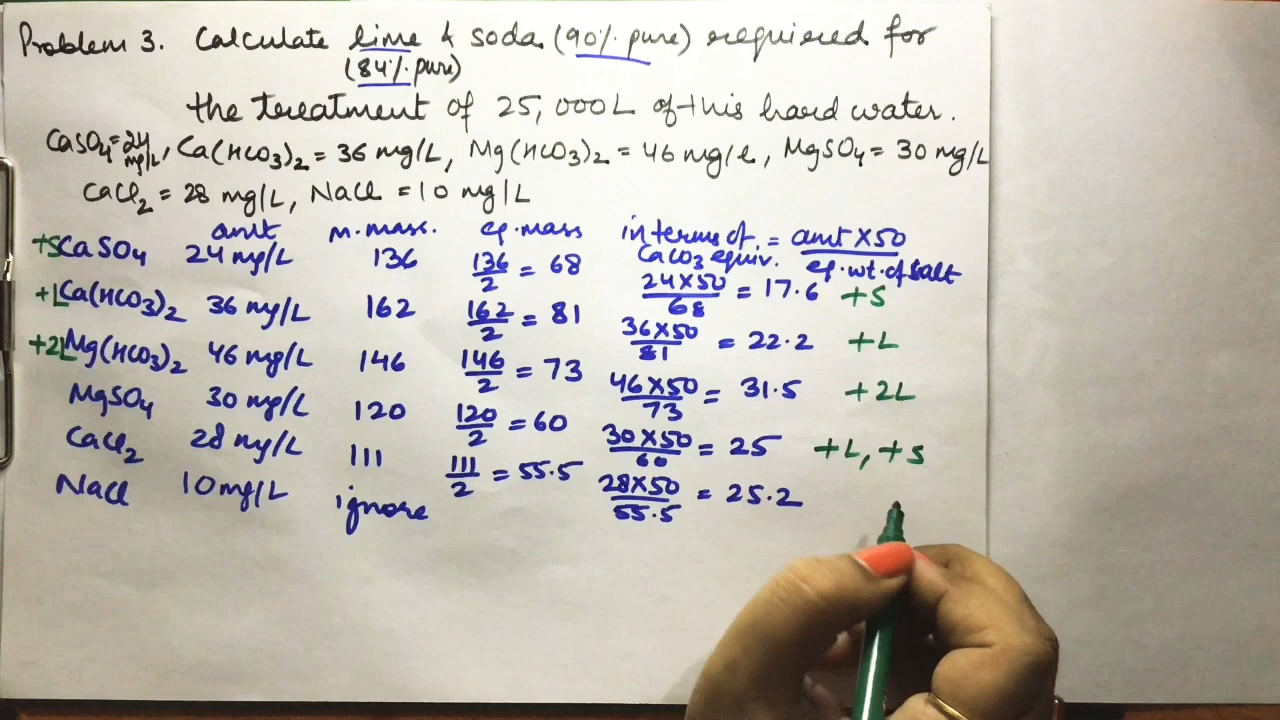 Problem 3. Calculate lime & soda (90% pure) required for
(84% pure)
the treatment of 25,000L of this hard water.
CaSO4 = 24 mg/L, Ca(HCO3)2 = 36 mg/L, Mg(HCO3)2 = 46 mg/l, MgSO4 = 30 mg/L
CaCl2 = 28 mg/L, NaCl = 10 mg/L
amt m.mass. eq.mass in terms of. CaCO3 equiv. = amt X50 / eq.wt.of salt
+S CaSO4 24 mg/L 136 136/2 = 68 24X50/68 = 17.6 +S
+L Ca(HCO3)2 36 mg/L 162 162/2 = 81 36X50/81 = 22.2 +L
+2L Mg(HCO3)2 46 mg/L 146 146/2 = 73 46X50/73 = 31.5 +2L
MgSO4 30 mg/L 120 120/2 = 60 30X50/60 = 25 +L, +S
CaCl2 28 mg/L 111 111/2 = 55.5 28X50/55.5 = 25.2
NaCl 10 mg/L ignore